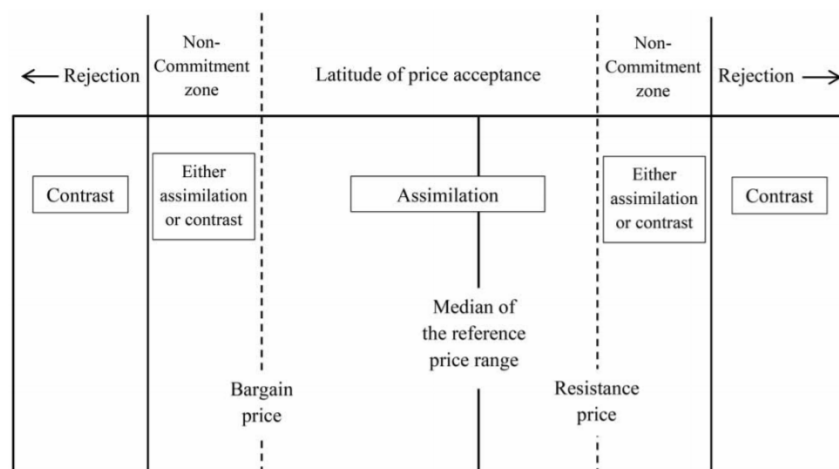 ← Rejection
Non-
Commitment
zone
Latitude of price acceptance
Non-
Commitment
zone
Rejection →
Contrast
Either
assimilation
or contrast
Assimilation
Either
assimilation
or contrast
Contrast
Median of
the reference
price range
Bargain
price
Resistance
price